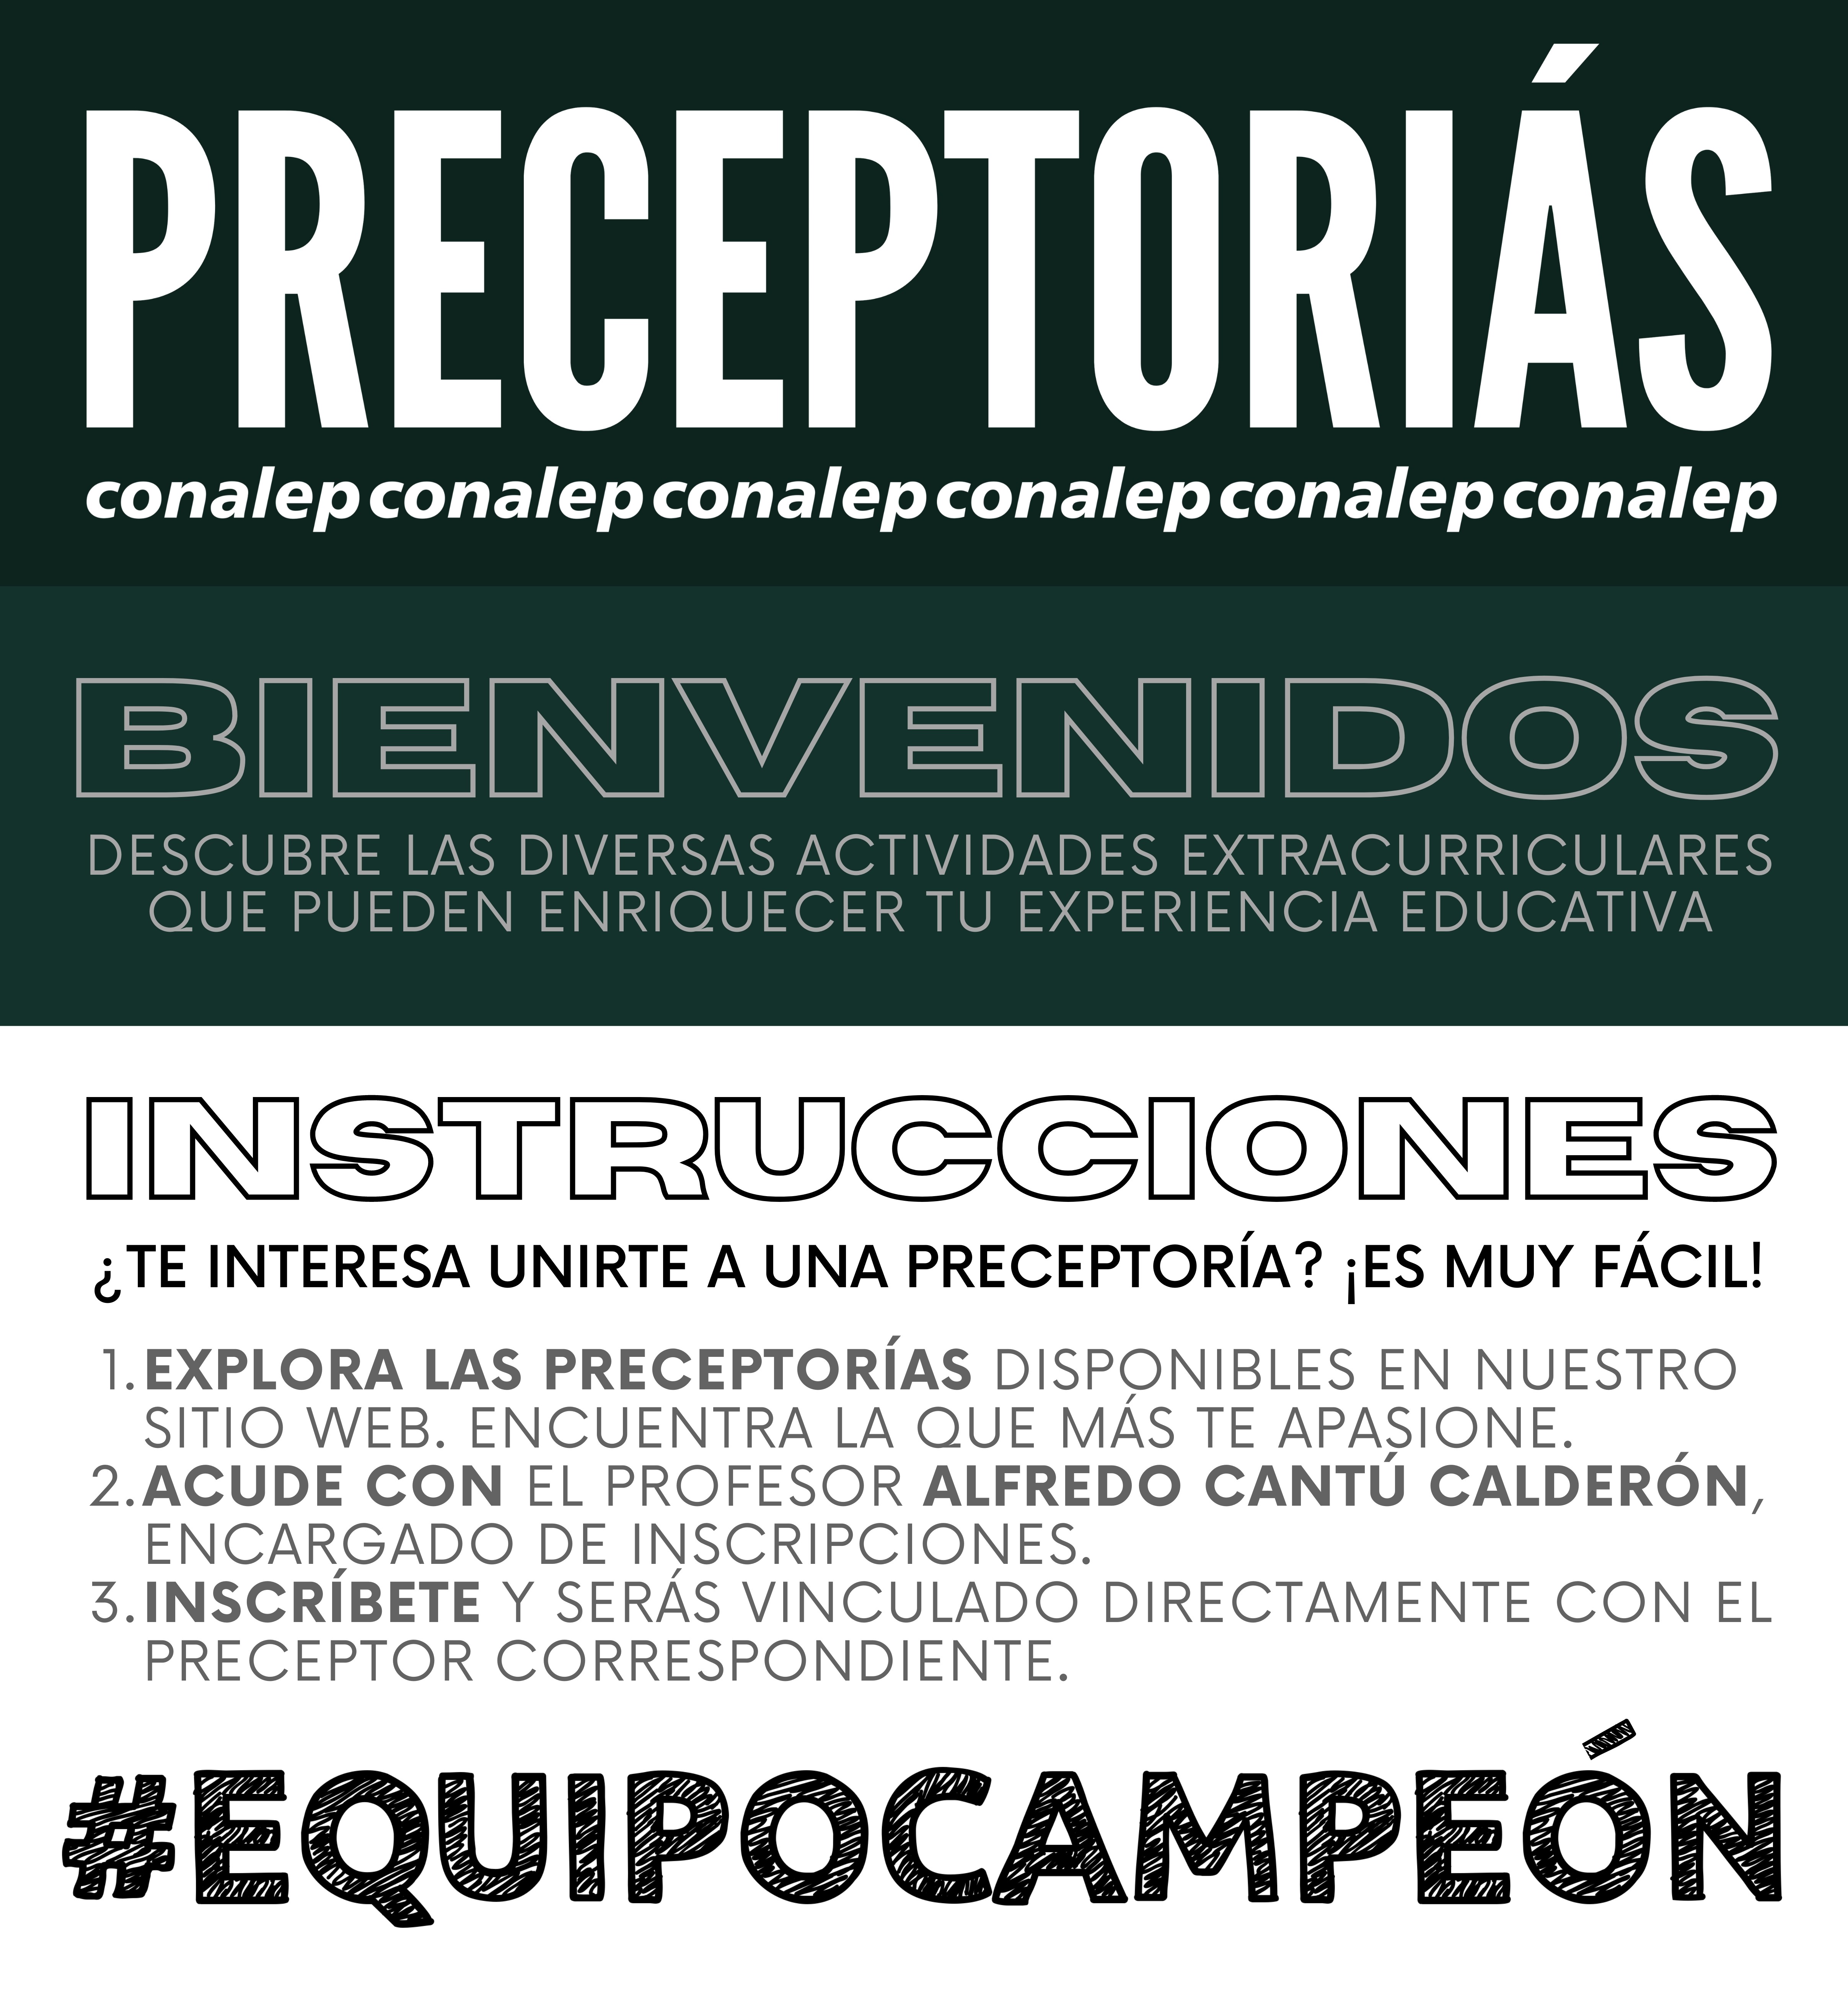 PRECEPTORIÁS
conalep conalep conalep conalep conalep conalep
BIENVENIDOS
DESCUBRE LAS DIVERSAS ACTIVIDADES EXTRACURRICULARES
QUE PUEDEN ENRIQUECER TU EXPERIENCIA EDUCATIVA
INSTRUCCIONES
¿TE INTERESA UNIRTE A UNA PRECEPTORÍA? ¡ES MUY FÁCIL!
1. EXPLORA LAS PRECEPTORÍAS DISPONIBLES EN NUESTRO
SITIO WEB. ENCUENTRA LA QUE MÁS TE APASIONE.
2. ACUDE CON EL PROFESOR ALFREDO CANTÚ CALDERÓN,
ENCARGADO DE INSCRIPCIONES.
3. INSCRÍBETE Y SERÁS VINCULADO DIRECTAMENTE CON EL
PRECEPTOR CORRESPONDIENTE.
#EQUIPOCAMPEÓN